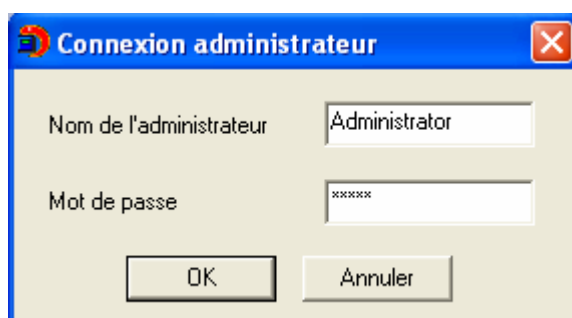 Connexion administrateur
Nom de l'administrateur Administrator
Mot de passe *****
OK Annuler